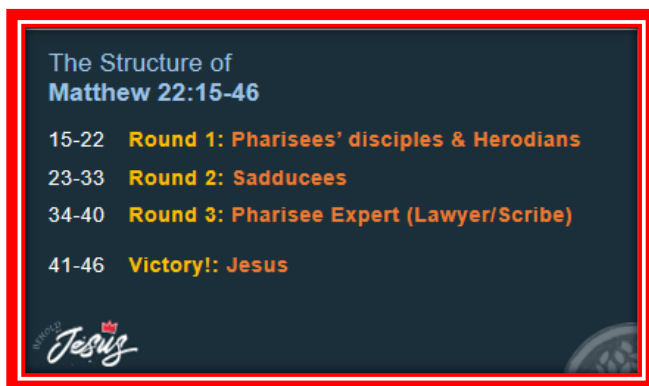 The Structure of
Matthew 22:15-46
15-22 Round 1: Pharisees’ disciples & Herodians
23-33 Round 2: Sadducees
34-40 Round 3: Pharisee Expert (Lawyer/Scribe)
41-46 Victory!: Jesus
BEHOLD
Jesus